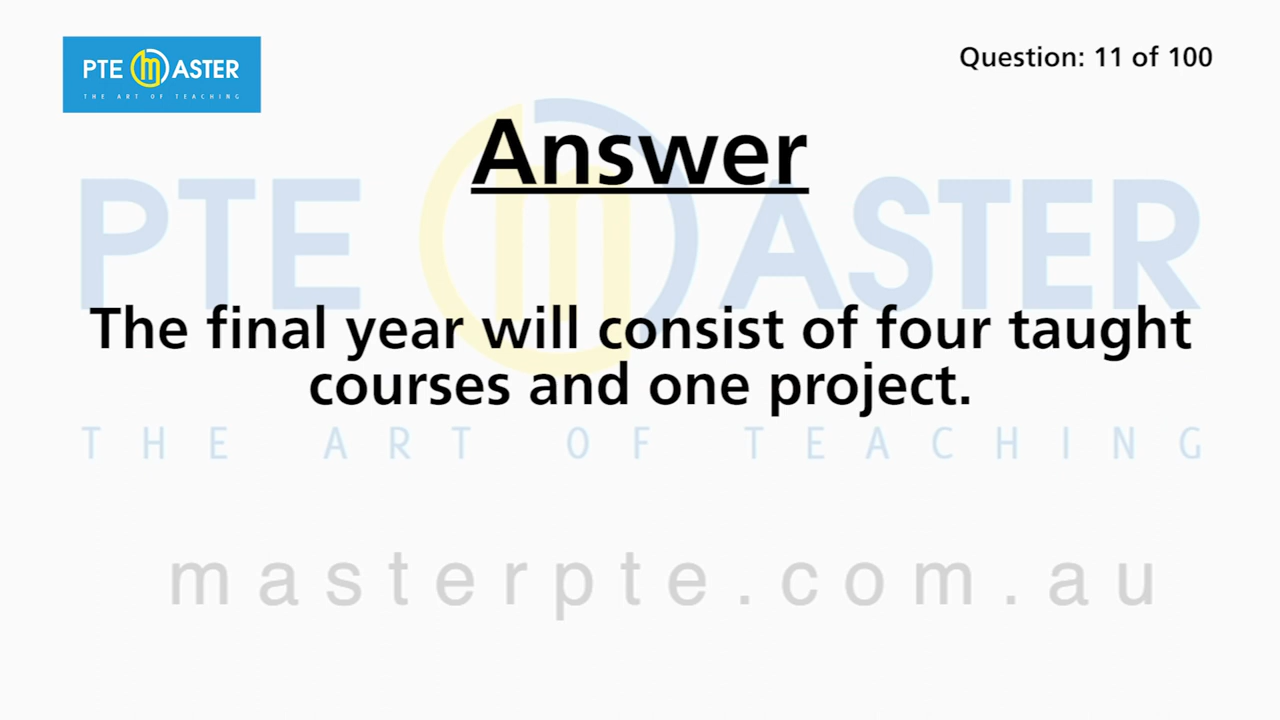 PTE MASTER
THE ART OF TEACHING
Question: 11 of 100
Answer
PTE MASTER
The final year will consist of four taught
courses and one project.
THE ART OF TEACHING
masterpte.com.au